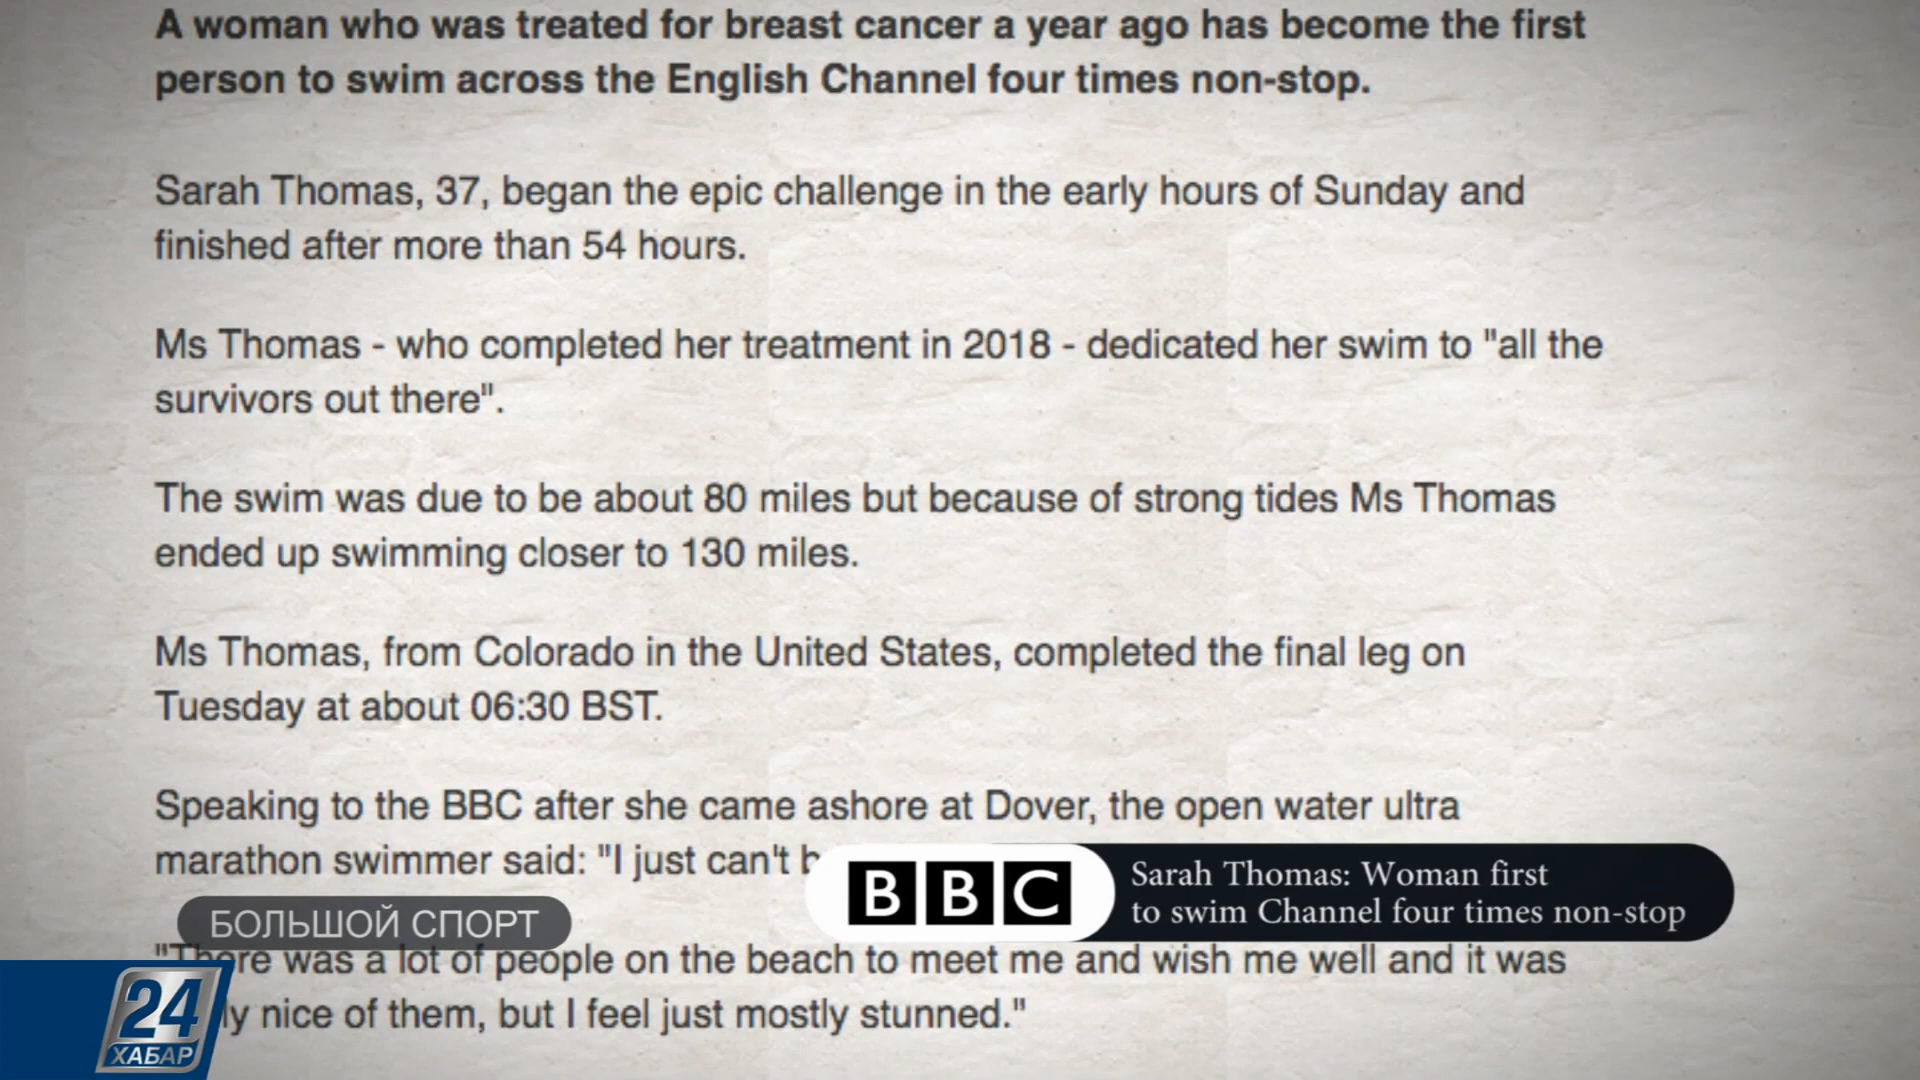 A woman who was treated for breast cancer a year ago has become the first
person to swim across the English Channel four times non-stop.
Sarah Thomas, 37, began the epic challenge in the early hours of Sunday and
finished after more than 54 hours.
Ms Thomas - who completed her treatment in 2018 - dedicated her swim to "all the
survivors out there".
The swim was due to be about 80 miles but because of strong tides Ms Thomas
ended up swimming closer to 130 miles.
Ms Thomas, from Colorado in the United States, completed the final leg on
Tuesday at about 06:30 BST.
Speaking to the BBC after she came ashore at Dover, the open water ultra
marathon swimmer said: "I just can't
BBC
Sarah Thomas: Woman first
to swim Channel four times non-stop
БОЛЬШОЙ СПОРТ
"There was a lot of people on the beach to meet me and wish me well and it was
nice of them, but I feel just mostly stunned."
24
ХАБАР